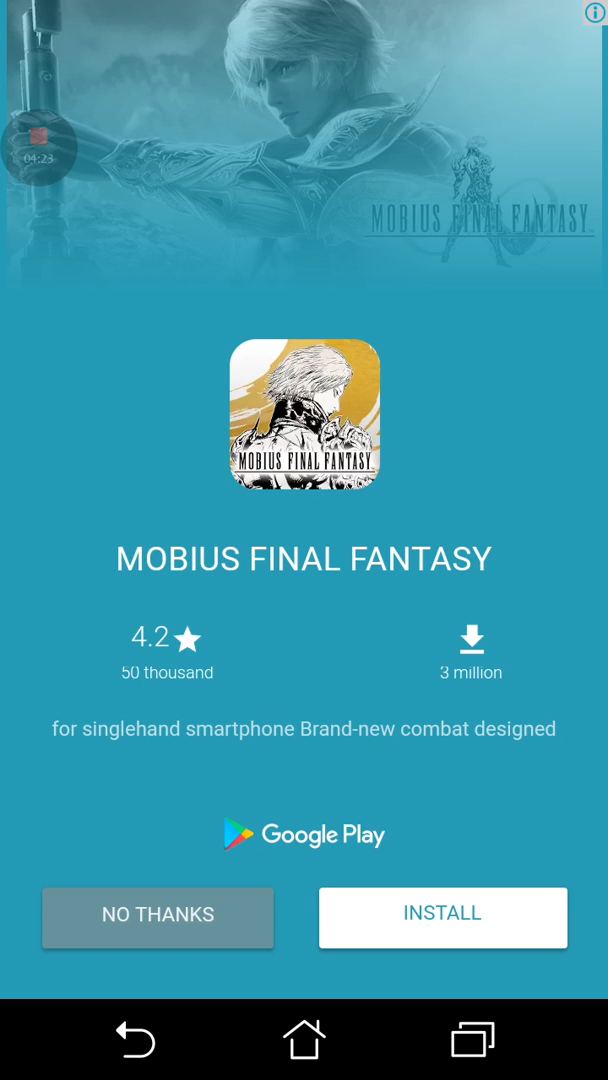 04:23
MOBIUS FINAL FANTASY
MOBIUS FINAL FANTASY
MOBIUS FINAL FANTASY
4.2
50 thousand
3 million
for singlehand smartphone Brand-new combat designed
Google Play
NO THANKS
INSTALL